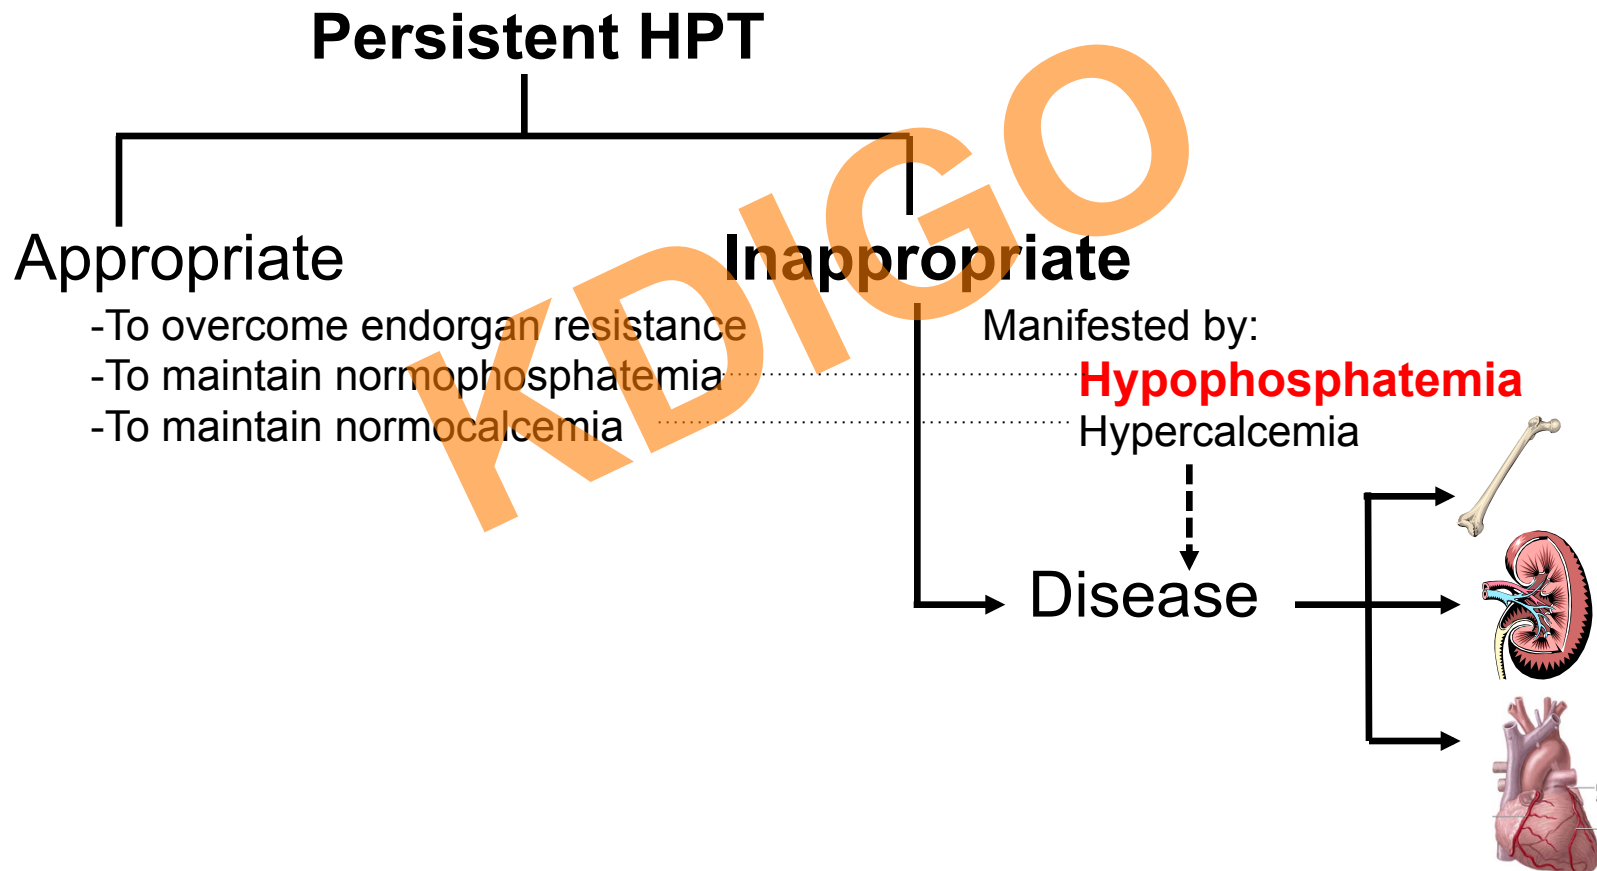 Persistent HPT
Appropriate
-To overcome endorgan resistance
-To maintain normophosphatemia
-To maintain normocalcemia
Inappropriate
Manifested by:
Hypophosphatemia
Hypercalcemia
Disease
KDIGO